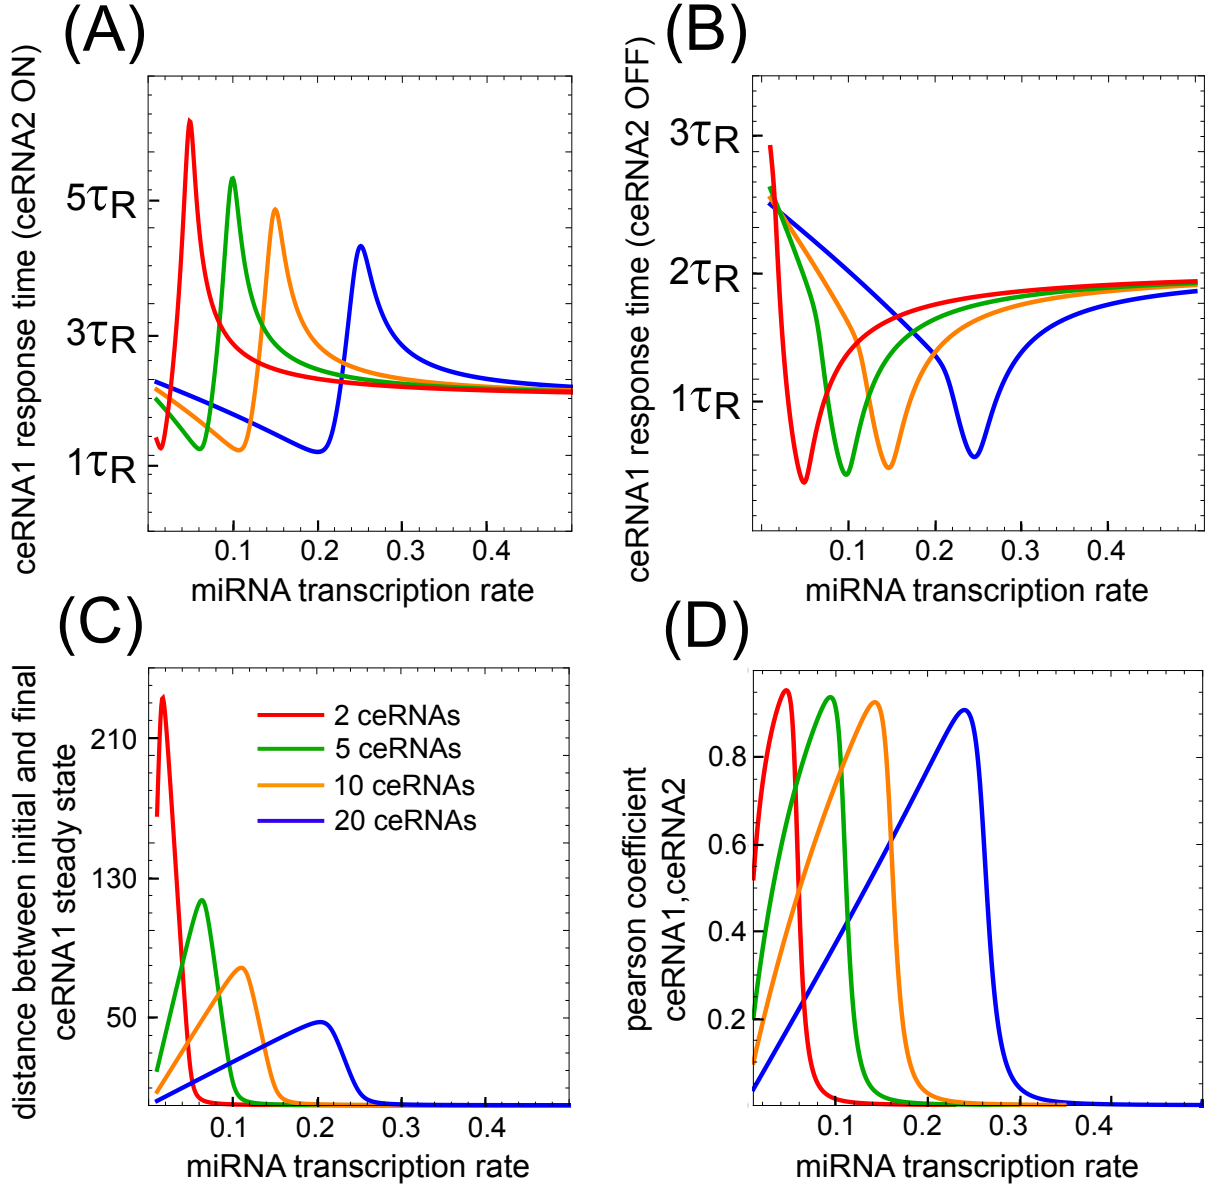 (A)
ceRNA1 response time (ceRNA2 ON)
5τR
3τR
1τR
0.1 0.2 0.3 0.4
miRNA transcription rate
(B)
ceRNA1 response time (ceRNA2 OFF)
3τR
2τR
1τR
0.1 0.2 0.3 0.4
miRNA transcription rate
(C)
distance between initial and final
ceRNA1 steady state
210
130
50
2 ceRNAs
5 ceRNAs
10 ceRNAs
20 ceRNAs
0.1 0.2 0.3 0.4
miRNA transcription rate
(D)
pearson coefficient
ceRNA1,ceRNA2
0.8
0.6
0.4
0.2
0.1 0.2 0.3 0.4
miRNA transcription rate